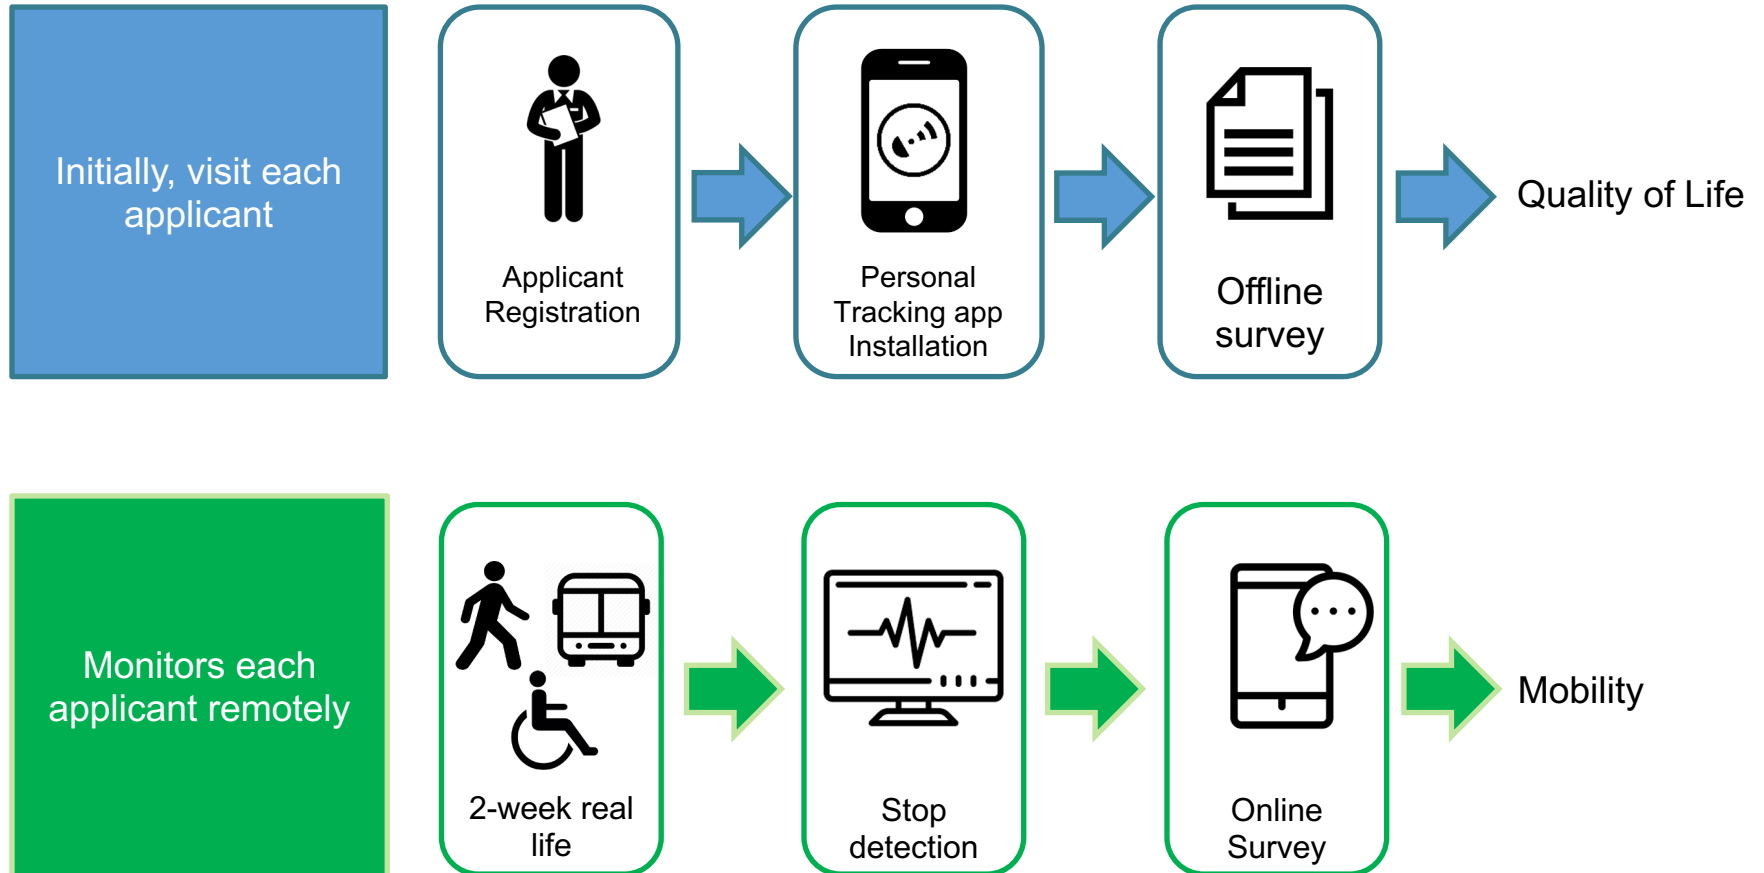 Initially, visit each
applicant
Applicant
Registration
Personal
Tracking app
Installation
Offline
survey
Quality of Life
Monitors each
applicant remotely
2-week real
life
Stop
detection
Online
Survey
Mobility